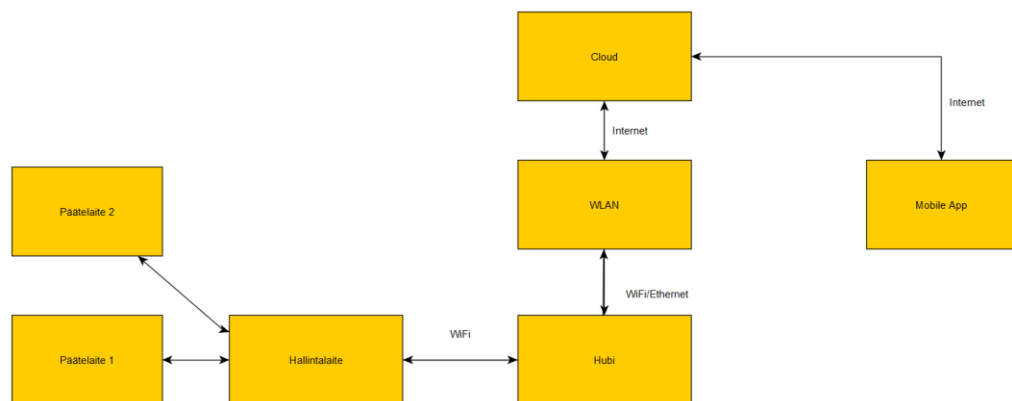 Cloud
Internet
Internet
Päätelaite 2
WLAN
Mobile App
WiFi/Ethernet
WiFi
Päätelaite 1
Hallintalaite
Hubi